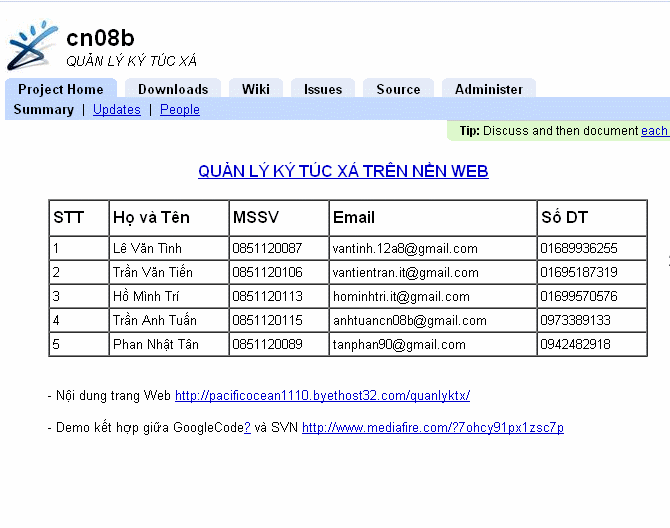 cn08b
QUẢN LÝ KÝ TÚC XÁ
Project Home Downloads Wiki Issues Source Administer
Summary | Updates | People
Tip: Discuss and then document each
QUẢN LÝ KÝ TÚC XÁ TRÊN NỀN WEB
STT Họ và Tên MSSV Email Số DT
1 Lê Văn Tình 0851120087 vantinh.12a8@gmail.com 01689936255
2 Trần Văn Tiến 0851120106 vantientran.it@gmail.com 01695187319
3 Hồ Minh Trí 0851120113 hominhtri.it@gmail.com 01699570576
4 Trần Anh Tuấn 0851120115 anhtuancn08b@gmail.com 0973389133
5 Phan Nhật Tân 0851120089 tanphan90@gmail.com 0942482918
- Nội dung trang Web http://pacificocean1110.byethost32.com/quanlyktx/
- Demo kết hợp giữa GoogleCode? và SVN http://www.mediafire.com/?7ohcy91px1zsc7p